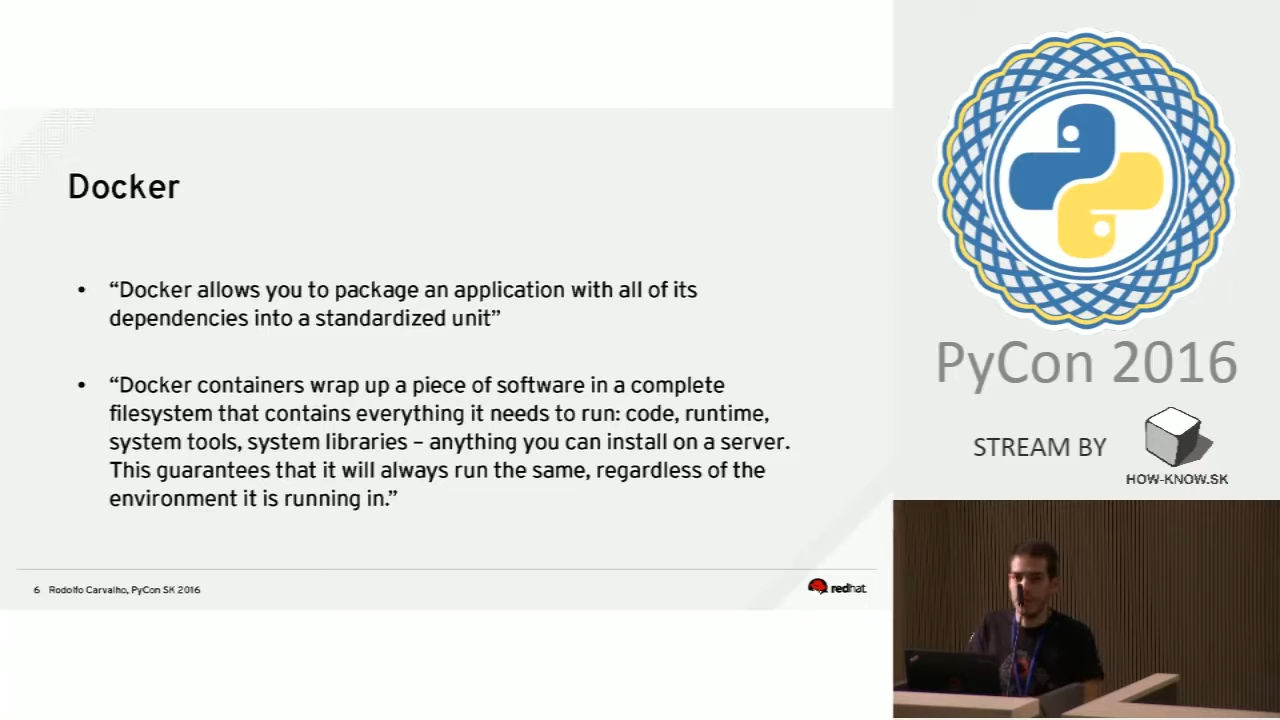 Docker
• “Docker allows you to package an application with all of its
dependencies into a standardized unit”
• “Docker containers wrap up a piece of software in a complete
filesystem that contains everything it needs to run: code, runtime,
system tools, system libraries – anything you can install on a server.
This guarantees that it will always run the same, regardless of the
environment it is running in.”
6 Rodolfo Carvalho, PyCon SK 2016
redhat.
PyCon 2016
STREAM BY
HOW-KNOW.SK